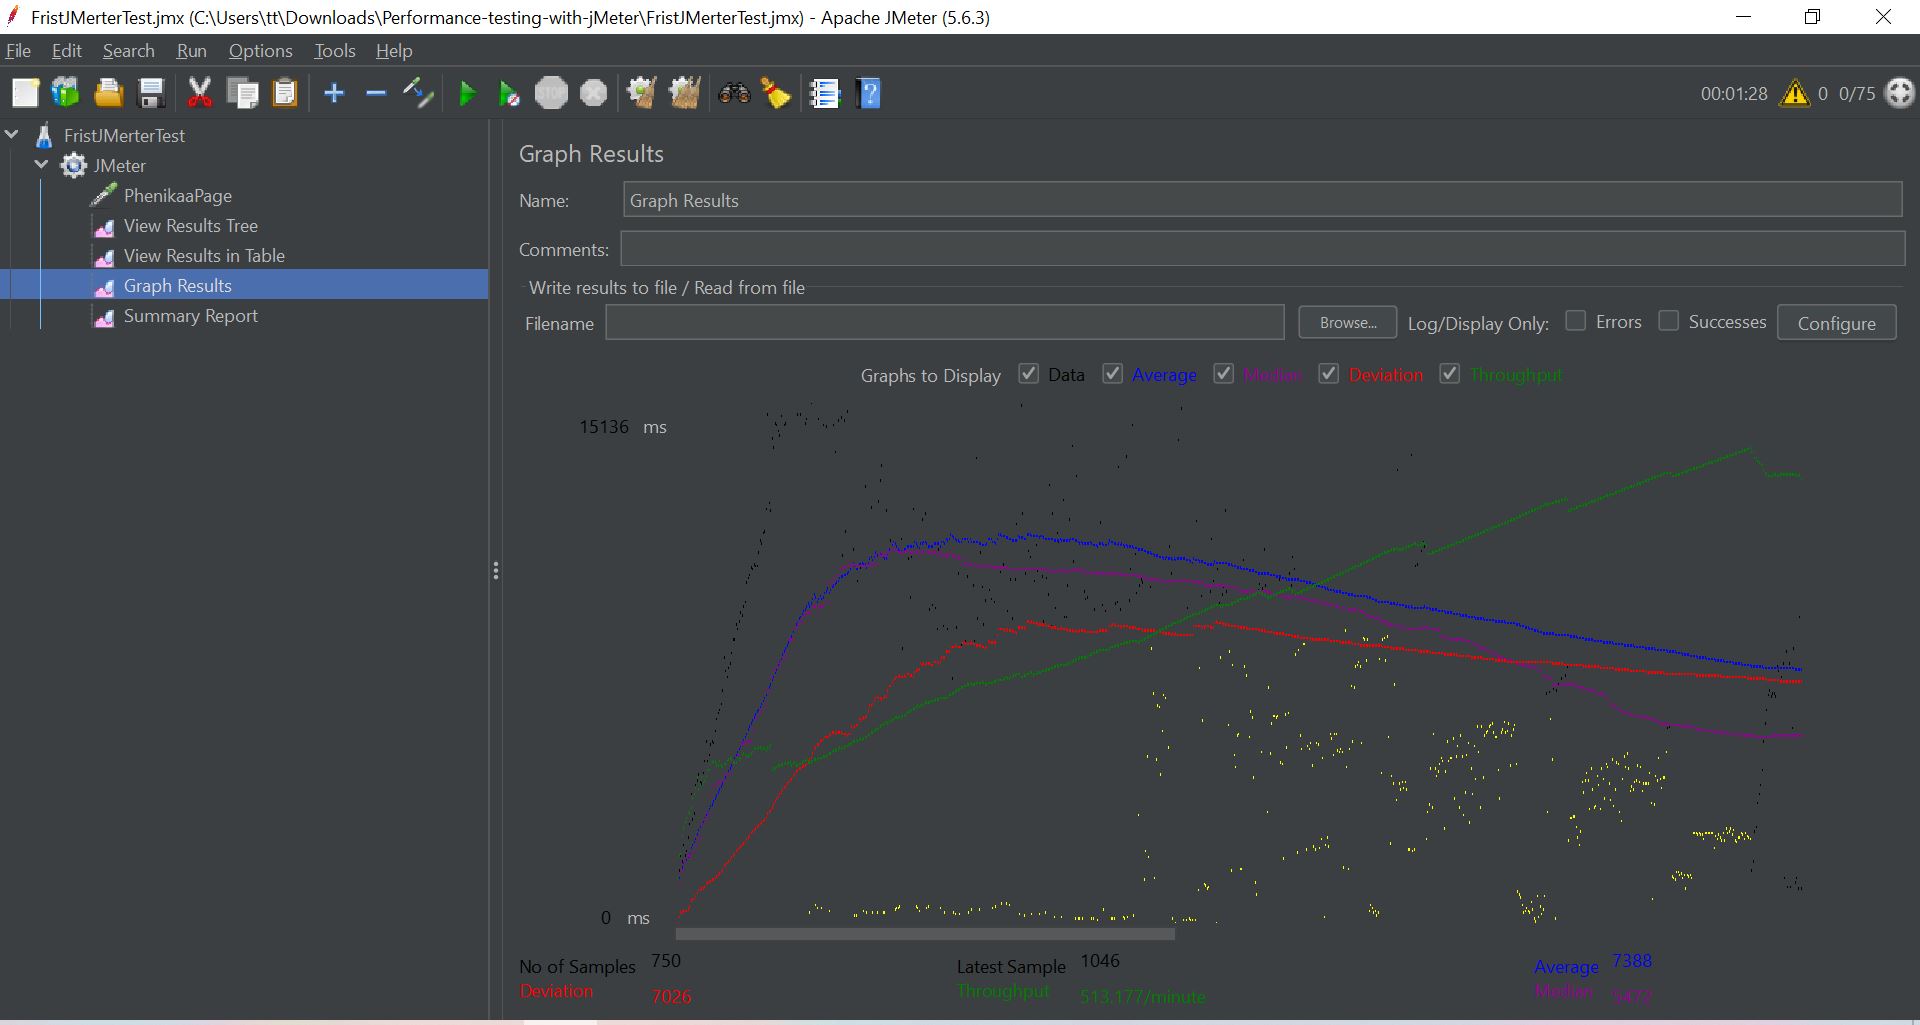 FristJMerterTest.jmx (C:\Users\tt\Downloads\Performance-testing-with-jMeter\FristJMerterTest.jmx) - Apache JMeter (5.6.3)
File Edit Search Run Options Tools Help
STOP
00:01:28 0 0/75
FristJMerterTest
JMeter
PhenikaaPage
View Results Tree
View Results in Table
Graph Results
Summary Report
Graph Results
Name: Graph Results
Comments:
Write results to file / Read from file
Filename Browse... Log/Display Only: Errors Successes Configure
Graphs to Display Data Average Median Deviation Throughput
15136 ms
0 ms
No of Samples 750 Latest Sample 1046 Average 7388
Deviation 7026 Throughput 513.177/minute Median 5472